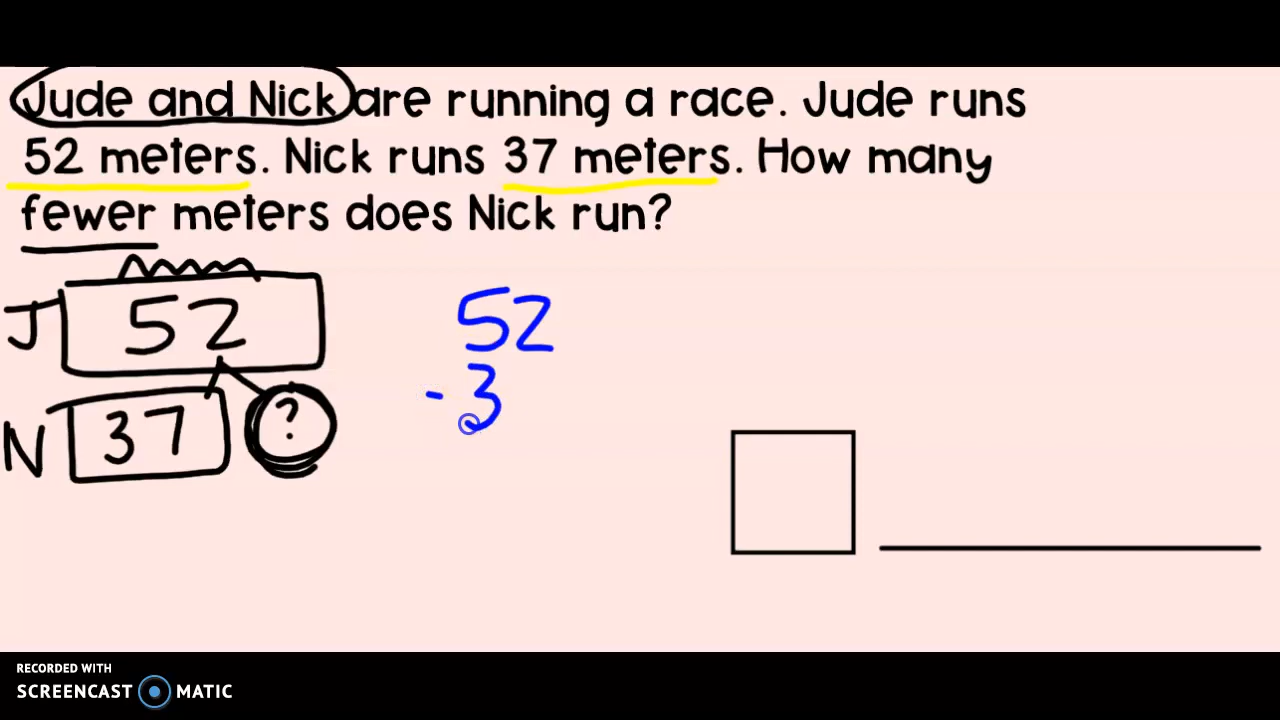 Jude and Nick are running a race. Jude runs
52 meters. Nick runs 37 meters. How many
fewer meters does Nick run?
J 52
N 37 ?
52
- 3
RECORDED WITH
SCREENCAST MATIC